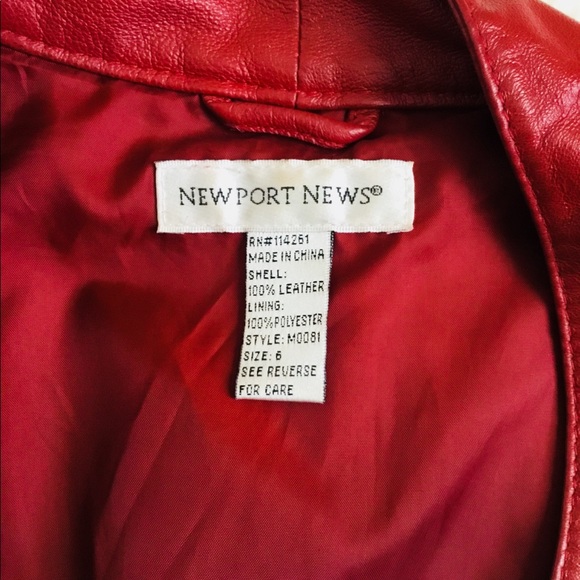 NEWPORT NEWS®
RN#114261
MADE IN CHINA
SHELL:
100% LEATHER
LINING:
100%POLYESTER
STYLE: M0081
SIZE: 6
SEE REVERSE
FOR CARE